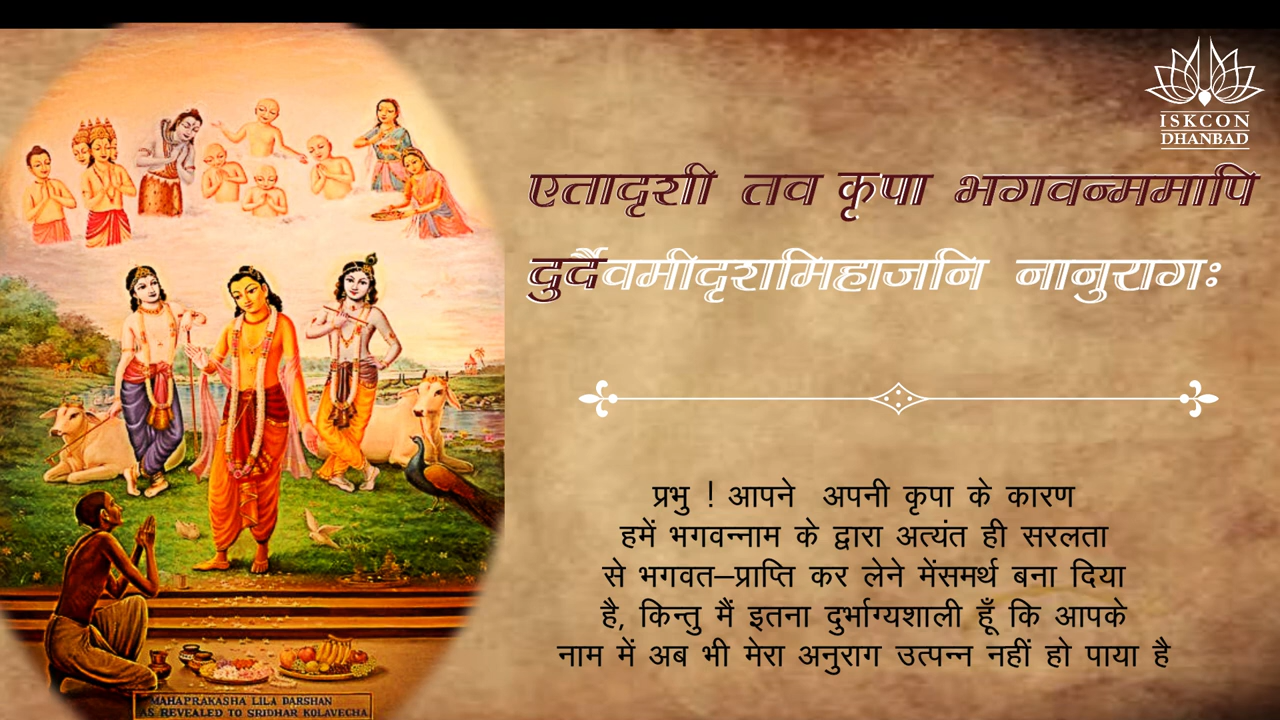 ISKCON
DHANBAD
एतादृशी तव कृपा भगवन्ममापि
दुर्दैवमीदृशमिहाजनि नानुरागः
प्रभु ! आपने अपनी कृपा के कारण
हमें भगवन्नाम के द्वारा अत्यंत ही सरलता
से भगवत–प्राप्ति कर लेने मेंसमर्थ बना दिया
है, किन्तु मैं इतना दुर्भाग्यशाली हूँ कि आपके
नाम में अब भी मेरा अनुराग उत्पन्न नहीं हो पाया है
MAHAPRAKASHA LILA DARSHAN
AS REVEALED TO SRIDHAR KOLAVECHA